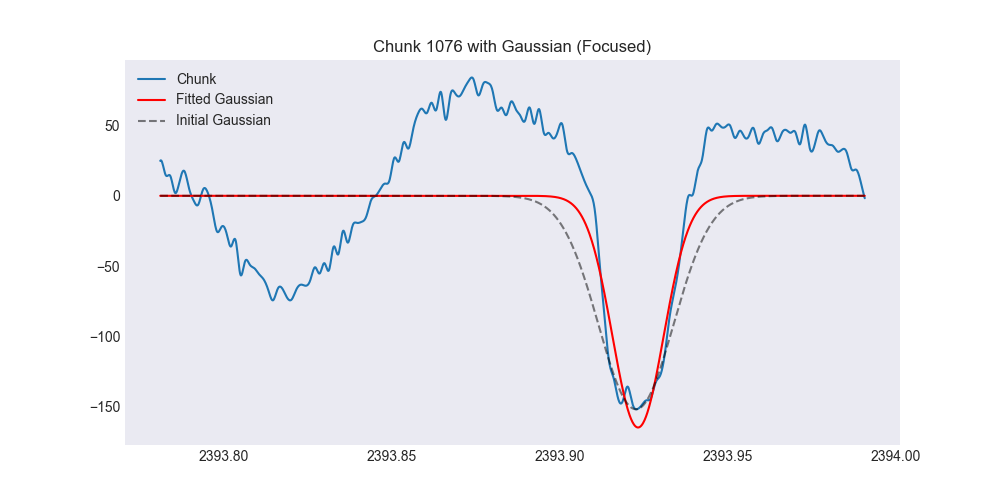 Chunk 1076 with Gaussian (Focused)
Chunk
Fitted Gaussian
Initial Gaussian
50
0
−50
−100
−150
2393.80 2393.85 2393.90 2393.95 2394.00